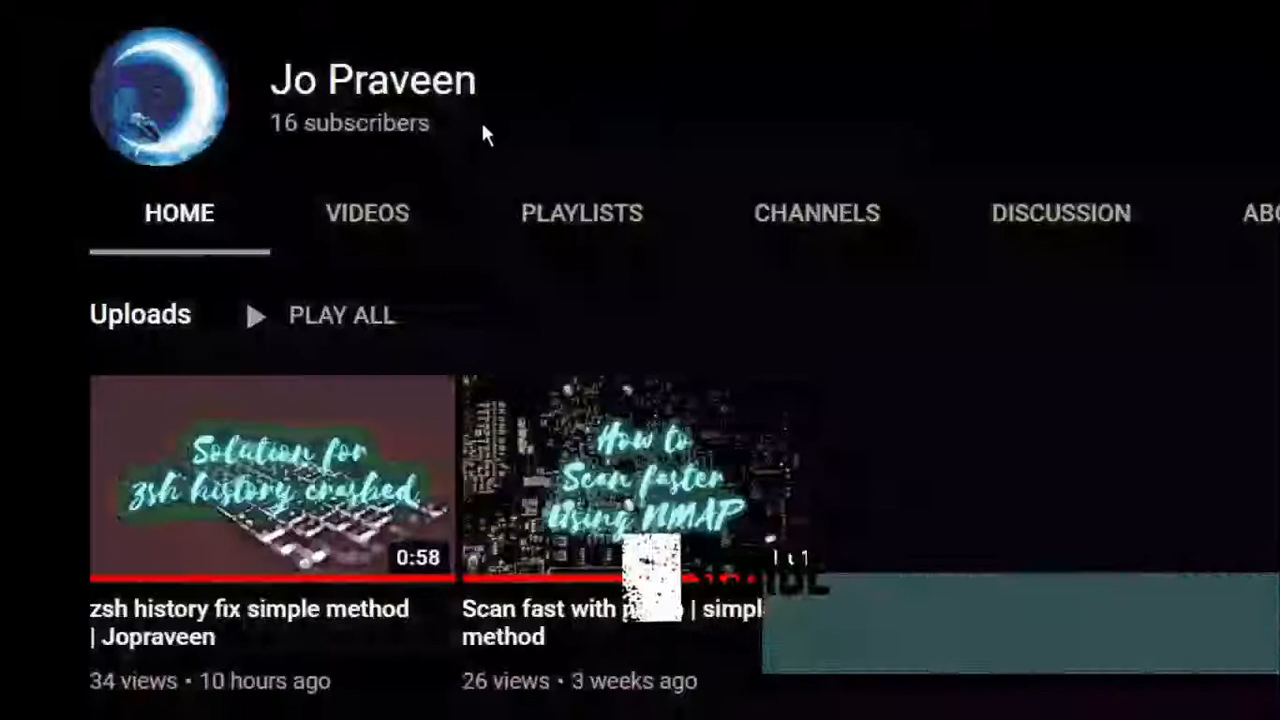 Jo Praveen
16 subscribers
HOME VIDEOS PLAYLISTS CHANNELS DISCUSSION
Uploads PLAY ALL
Solution for
zsh history crashed
0:58
How to
Scan faster
Using NMAP
zsh history fix simple method
| Jopraveen
34 views • 10 hours ago
Scan fast with | simpl
method
26 views • 3 weeks ago